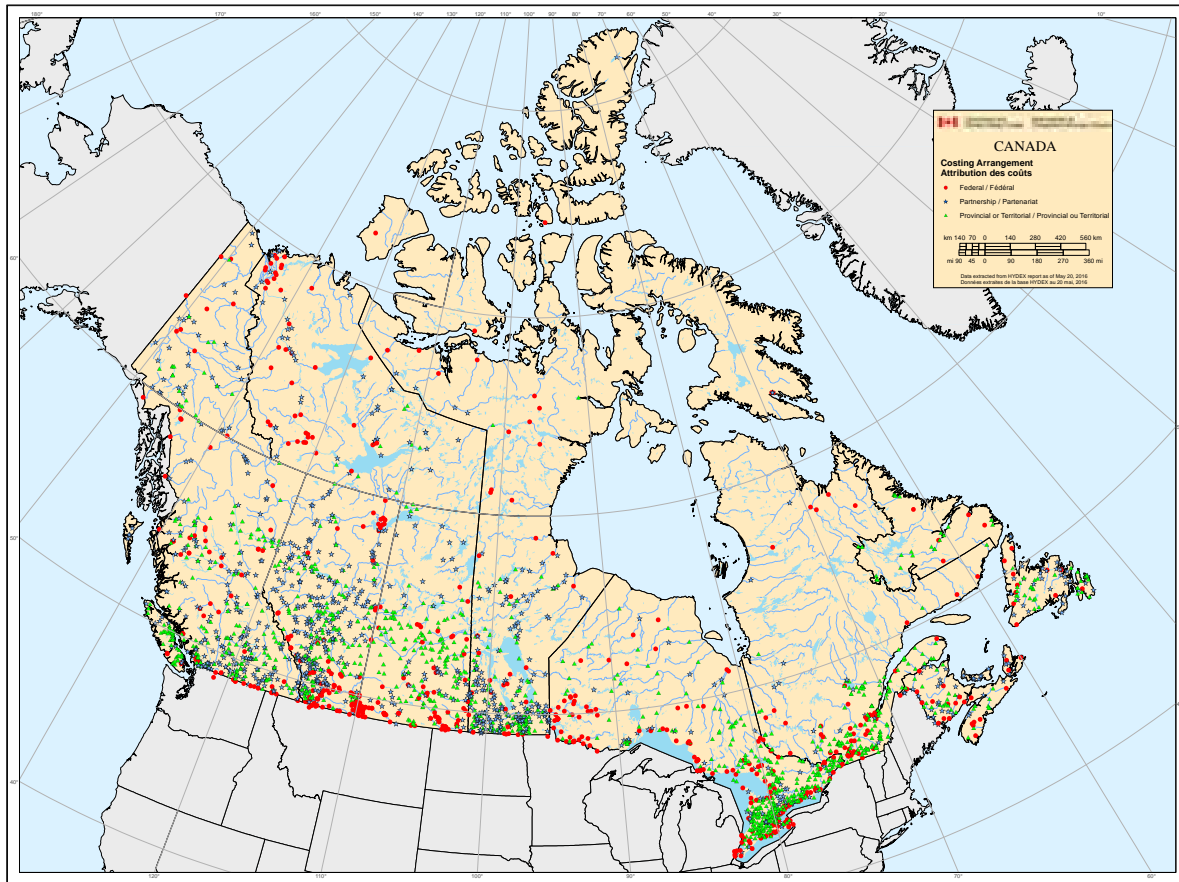 180°
170°
160°
150°
140°
130°
120°
110°
100°
90°
80°
70°
60°
50°
40°
30°
20°
10°
CANADA
Costing Arrangement
Attribution des coûts
Federal / Fédéral
Partnership / Partenariat
Provincial or Territorial / Provincial ou Territorial
km 140 70 0 140 280 420 560 km
mi 90 45 0 90 180 270 360 mi
Data extracted from HYDEX report as of May 20, 2016
Données extraites de la base HYDEX au 20 mai, 2016
60°
50°
40°
120°
110°
100°
90°
80°
70°
60°